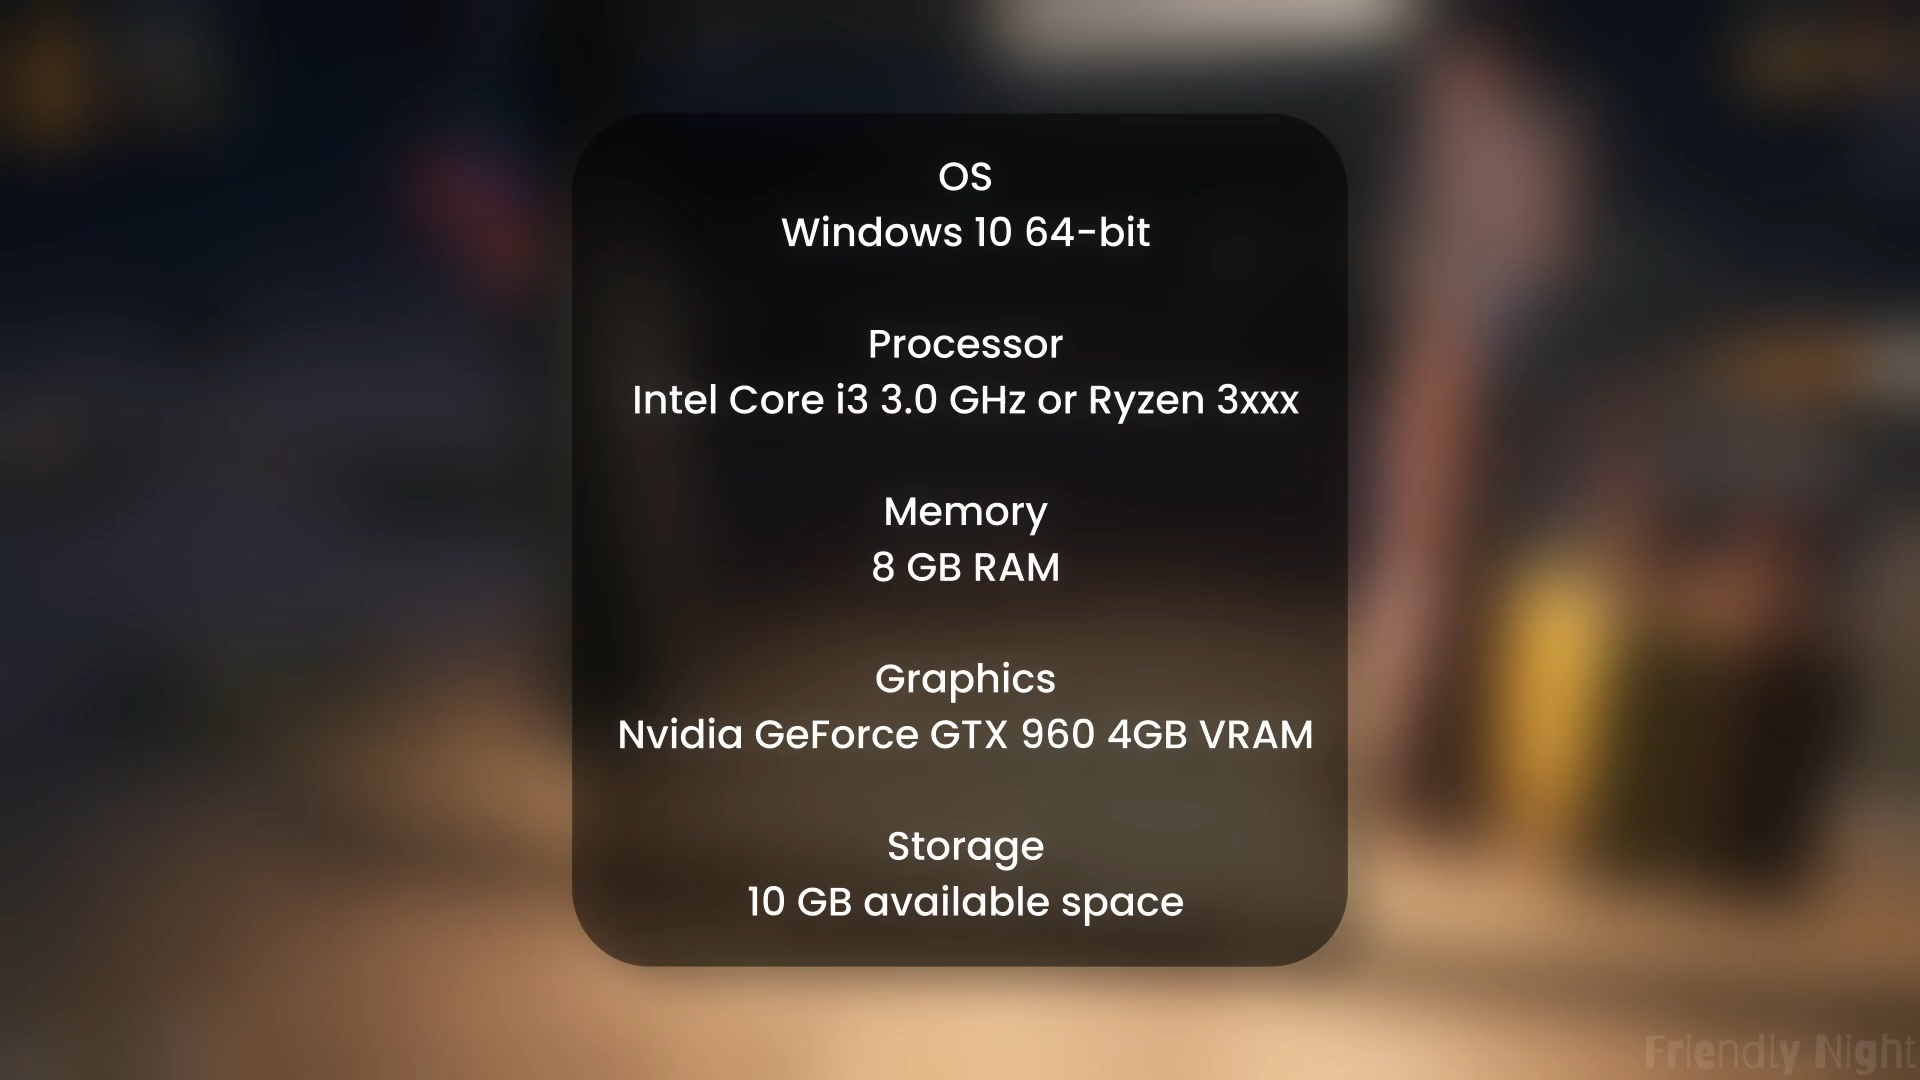 OS
Windows 10 64-bit
Processor
Intel Core i3 3.0 GHz or Ryzen 3xxx
Memory
8 GB RAM
Graphics
Nvidia GeForce GTX 960 4GB VRAM
Storage
10 GB available space
Friendly Night